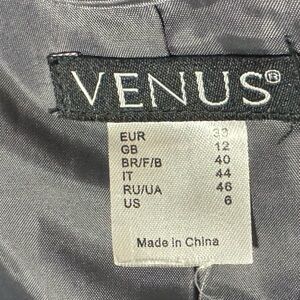 VENUS®
EUR 38
GB 12
BR/F/B 40
IT 44
RU/UA 46
US 6
Made in China